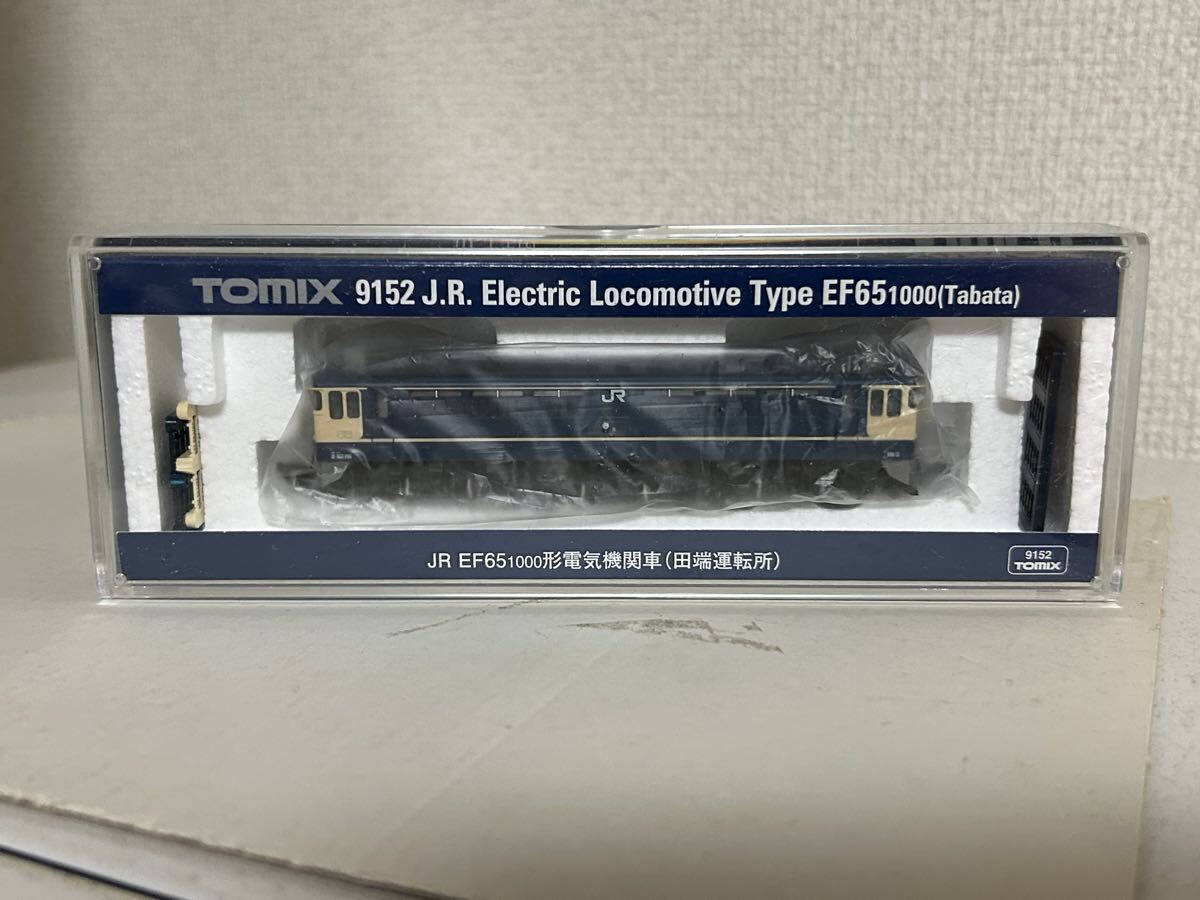 TOMIX 9152 J.R. Electric Locomotive Type EF651000(Tabata)
JR
JR EF651000形電気機関車(田端運転所)
9152
TOMIX